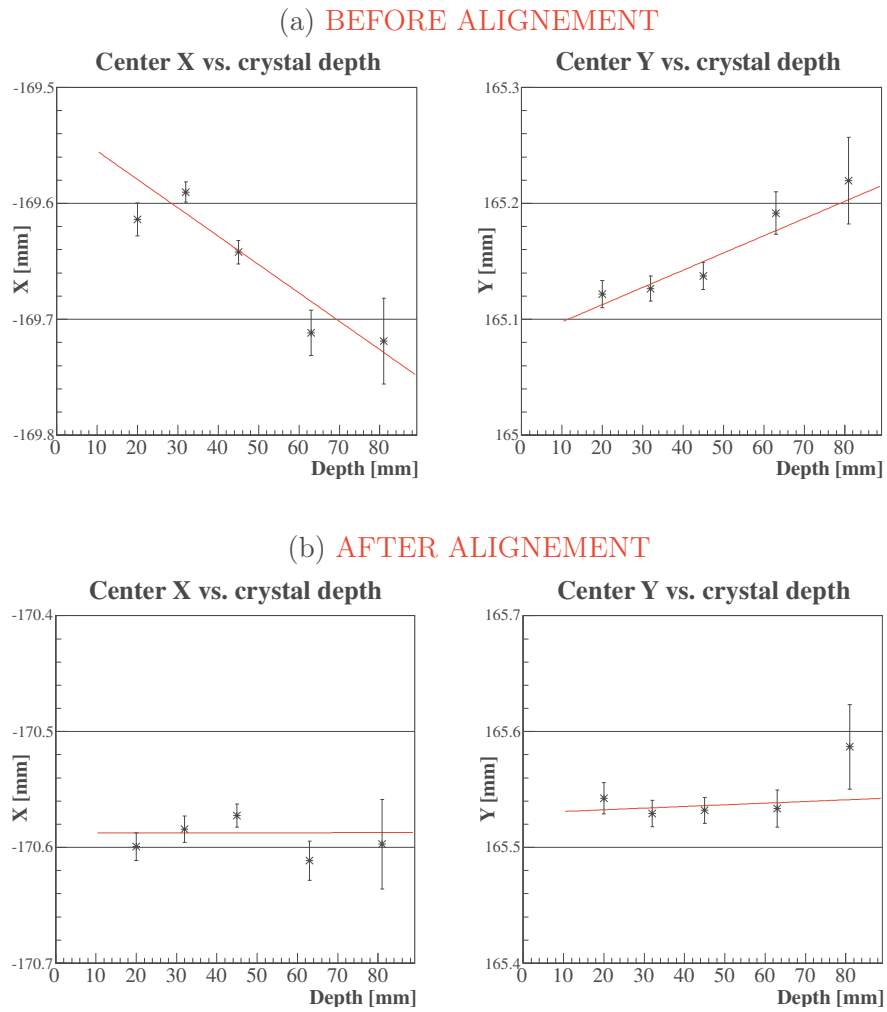 (a) BEFORE ALIGNEMENT
Center X vs. crystal depth
-169.5
-169.6
-169.7
-169.8
X [mm]
0 10 20 30 40 50 60 70 80
Depth [mm]
Center Y vs. crystal depth
165.3
165.2
165.1
165
Y [mm]
0 10 20 30 40 50 60 70 80
Depth [mm]
(b) AFTER ALIGNEMENT
Center X vs. crystal depth
-170.4
-170.5
-170.6
-170.7
X [mm]
0 10 20 30 40 50 60 70 80
Depth [mm]
Center Y vs. crystal depth
165.7
165.6
165.5
165.4
Y [mm]
0 10 20 30 40 50 60 70 80
Depth [mm]